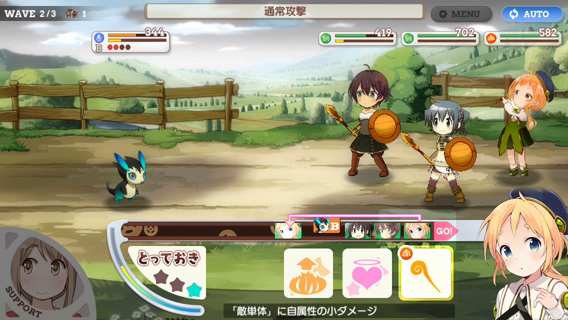 WAVE 2/3
1
通常攻撃
MENU
AUTO
344
B
419
702
582
B
GO!
とっておき
SUPPORT
「敵単体」に自属性の小ダメージ